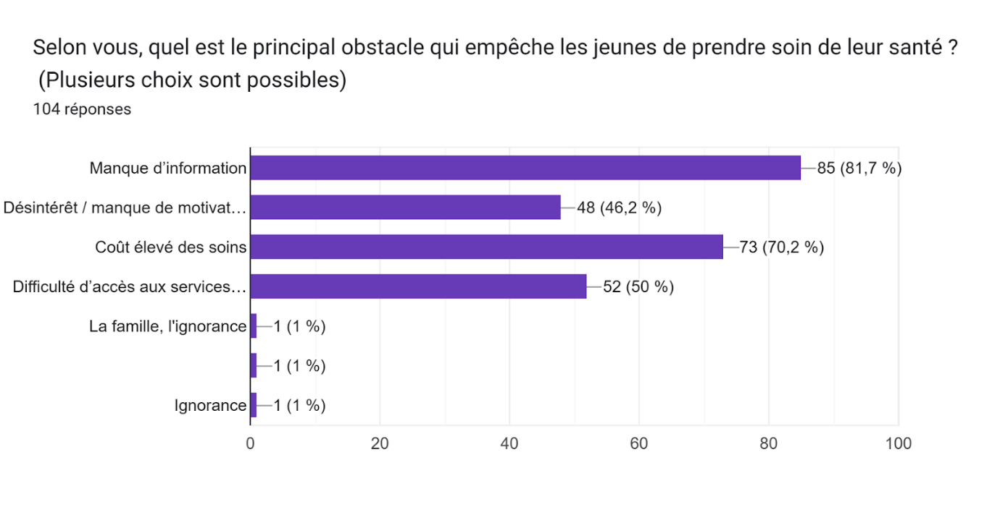 Selon vous, quel est le principal obstacle qui empêche les jeunes de prendre soin de leur santé ?
(Plusieurs choix sont possibles)
104 réponses
Manque d’information 85 (81,7 %)
Désintérêt / manque de motivat… 48 (46,2 %)
Coût élevé des soins 73 (70,2 %)
Difficulté d’accès aux services… 52 (50 %)
La famille, l'ignorance 1 (1 %)
1 (1 %)
Ignorance 1 (1 %)
0 20 40 60 80 100